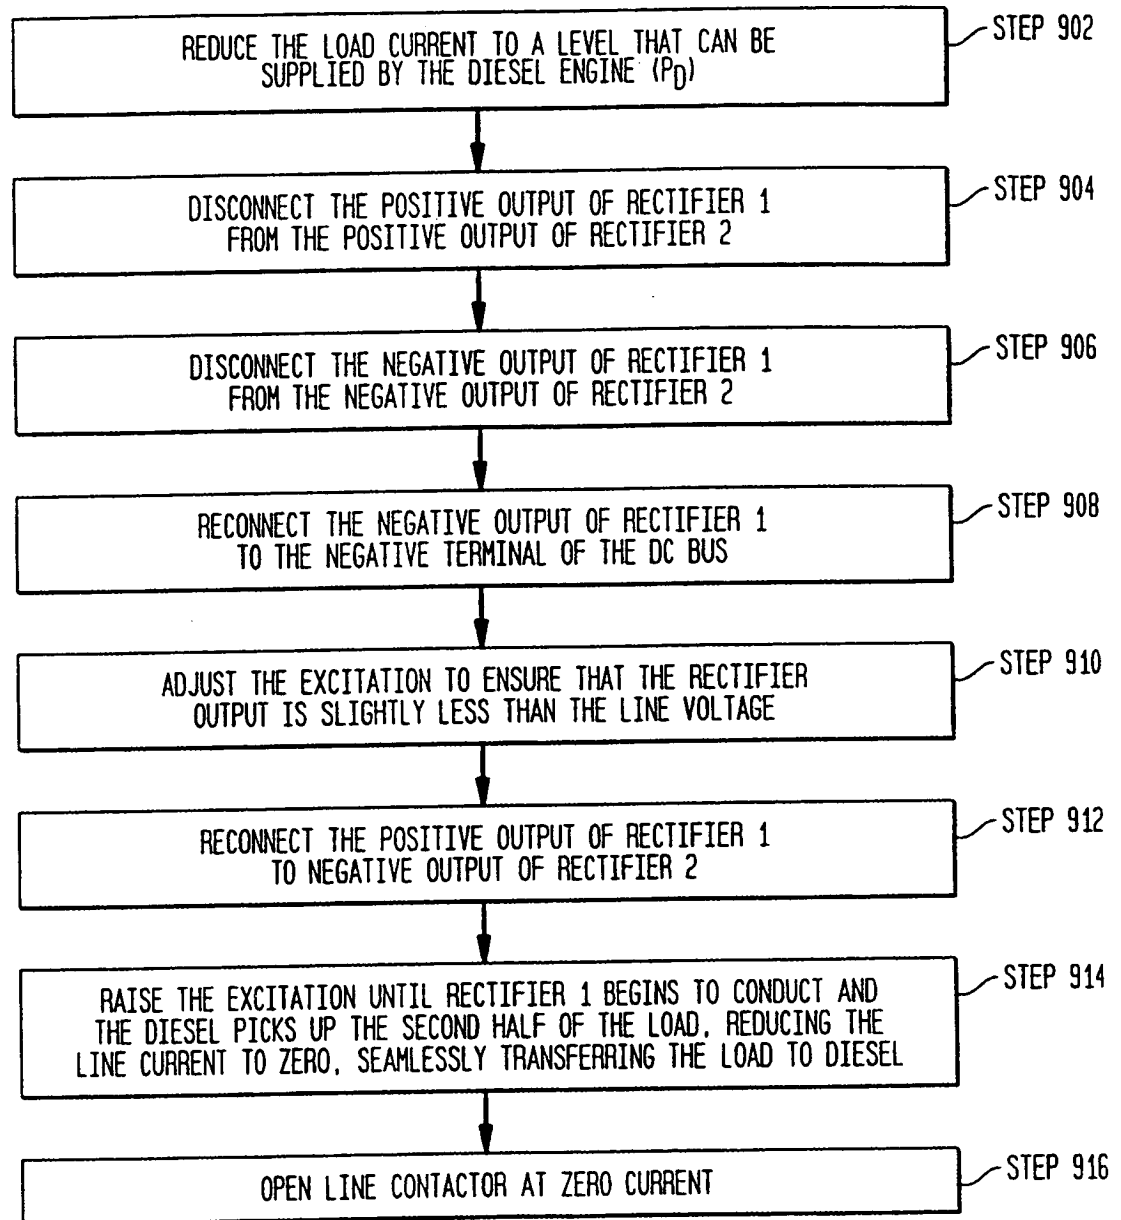 REDUCE THE LOAD CURRENT TO A LEVEL THAT CAN BE
SUPPLIED BY THE DIESEL ENGINE (PD)
STEP 902
DISCONNECT THE POSITIVE OUTPUT OF RECTIFIER 1
FROM THE POSITIVE OUTPUT OF RECTIFIER 2
STEP 904
DISCONNECT THE NEGATIVE OUTPUT OF RECTIFIER 1
FROM THE NEGATIVE OUTPUT OF RECTIFIER 2
STEP 906
RECONNECT THE NEGATIVE OUTPUT OF RECTIFIER 1
TO THE NEGATIVE TERMINAL OF THE DC BUS
STEP 908
ADJUST THE EXCITATION TO ENSURE THAT THE RECTIFIER
OUTPUT IS SLIGHTLY LESS THAN THE LINE VOLTAGE
STEP 910
RECONNECT THE POSITIVE OUTPUT OF RECTIFIER 1
TO NEGATIVE OUTPUT OF RECTIFIER 2
STEP 912
RAISE THE EXCITATION UNTIL RECTIFIER 1 BEGINS TO CONDUCT AND
THE DIESEL PICKS UP THE SECOND HALF OF THE LOAD, REDUCING THE
LINE CURRENT TO ZERO, SEAMLESSLY TRANSFERRING THE LOAD TO DIESEL
STEP 914
OPEN LINE CONTACTOR AT ZERO CURRENT
STEP 916